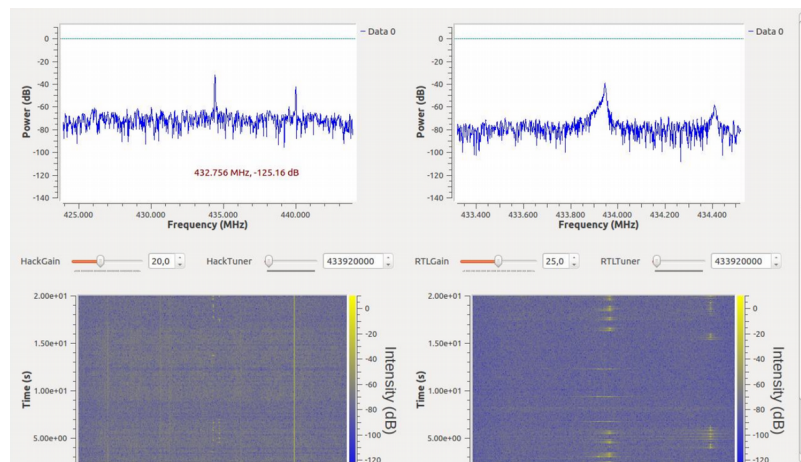 Data 0
0
-20
-40
-60
-80
-100
-120
-140
Power (dB)
432.756 MHz, -125.16 dB
425.000 430.000 435.000 440.000
Frequency (MHz)
Data 0
0
-20
-40
-60
-80
-100
-120
-140
Power (dB)
433.400 433.600 433.800 434.000 434.200 434.400
Frequency (MHz)
HackGain 20,0 HackTuner 433920000 RTLGain 25,0 RTLTuner 433920000
2.00e+01
1.50e+01
1.00e+01
5.00e+00
Time (s)
0
-20
-40
-60
-80
-100
-120
Intensity (dB)
2.00e+01
1.50e+01
1.00e+01
5.00e+00
Time (s)
0
-20
-40
-60
-80
-100
-120
Intensity (dB)